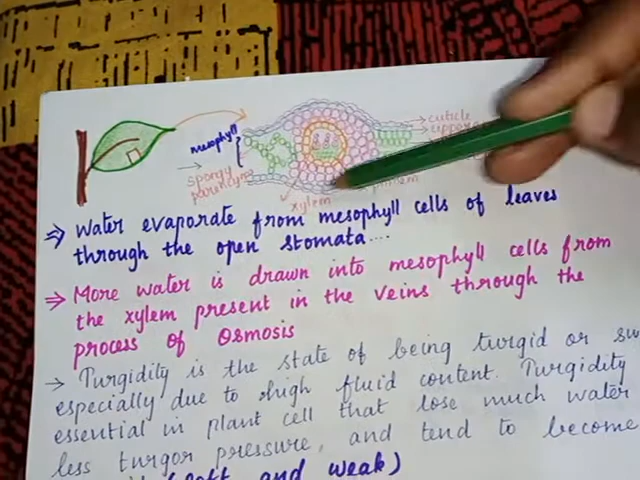 cuticle
mesophyll
spongy
parenchyma
xylem
⇒ Water evaporate from mesophyll cells of leaves
through the open stomata....
⇒ More water is drawn into mesophyll cells from
the xylem present in the veins through the
process of Osmosis
→ Turgidity is the state of being turgid or
especially due to high fluid content. Turgidity
essential in plant cell that lose much water
less turgor pressure, and tend to become
and weak)